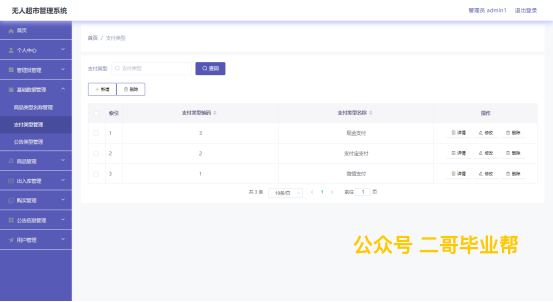 无人超市管理系统
管理员 admin1 退出登录
首页
个人中心
管理员管理
基础数据管理
商品类型名称管理
支付类型管理
公告类型管理
商品管理
出入库管理
购买管理
公告信息管理
用户管理
首页 / 支付类型
支付类型 支付类型 查询
+ 新增 删除
索引 支付类型编码 支付类型名称 操作
1 3 现金支付 详情 修改 删除
2 2 支付宝支付 详情 修改 删除
3 1 微信支付 详情 修改 删除
共 3 条 10条/页 < 1 > 前往 1 页
公众号 二哥毕业帮